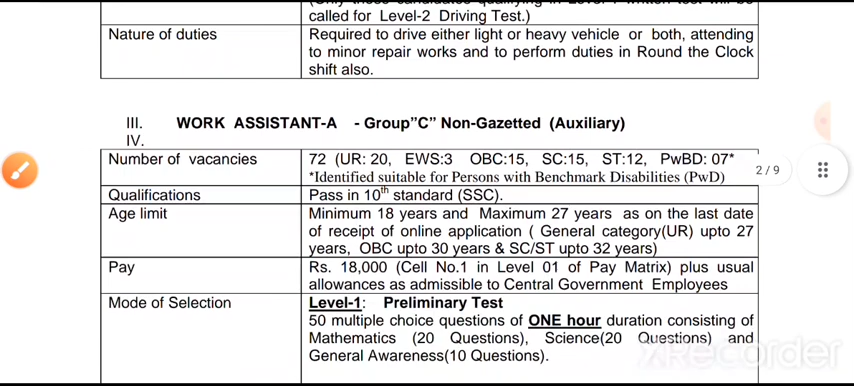 called for Level-2 Driving Test.)
Nature of duties
Required to drive either light or heavy vehicle or both, attending
to minor repair works and to perform duties in Round the Clock
shift also.
III. WORK ASSISTANT-A - Group"C" Non-Gazetted (Auxiliary)
IV.
Number of vacancies
72 (UR: 20, EWS:3 OBC:15, SC:15, ST:12, PwBD: 07*
*Identified suitable for Persons with Benchmark Disabilities (PwD)
2/9
Qualifications
Pass in 10th standard (SSC).
Age limit
Minimum 18 years and Maximum 27 years as on the last date
of receipt of online application ( General category(UR) upto 27
years, OBC upto 30 years & SC/ST upto 32 years)
Pay
Rs. 18,000 (Cell No.1 in Level 01 of Pay Matrix) plus usual
allowances as admissible to Central Government Employees
Mode of Selection
Level-1: Preliminary Test
50 multiple choice questions of ONE hour duration consisting of
Mathematics (20 Questions), Science(20 Questions) and
General Awareness(10 Questions).
XRecorder